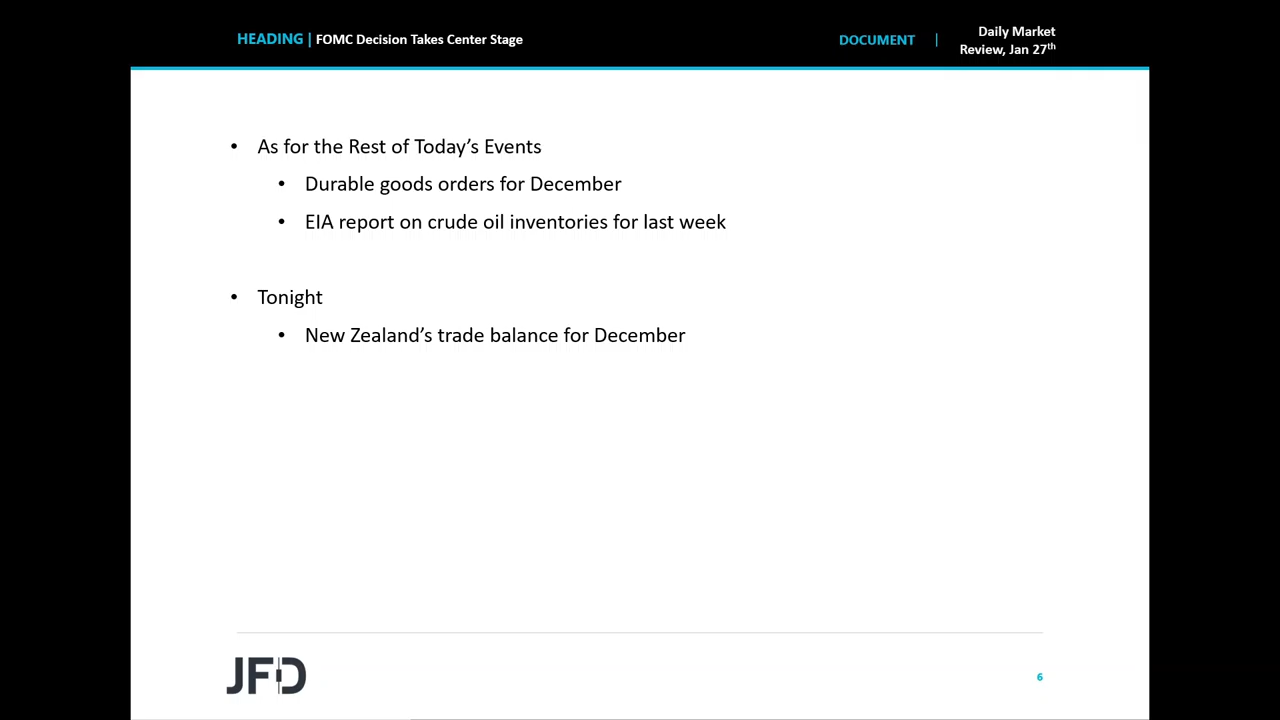 HEADING | FOMC Decision Takes Center Stage
DOCUMENT |
Daily Market
Review, Jan 27th
• As for the Rest of Today’s Events
• Durable goods orders for December
• EIA report on crude oil inventories for last week
• Tonight
• New Zealand’s trade balance for December
JFD
6